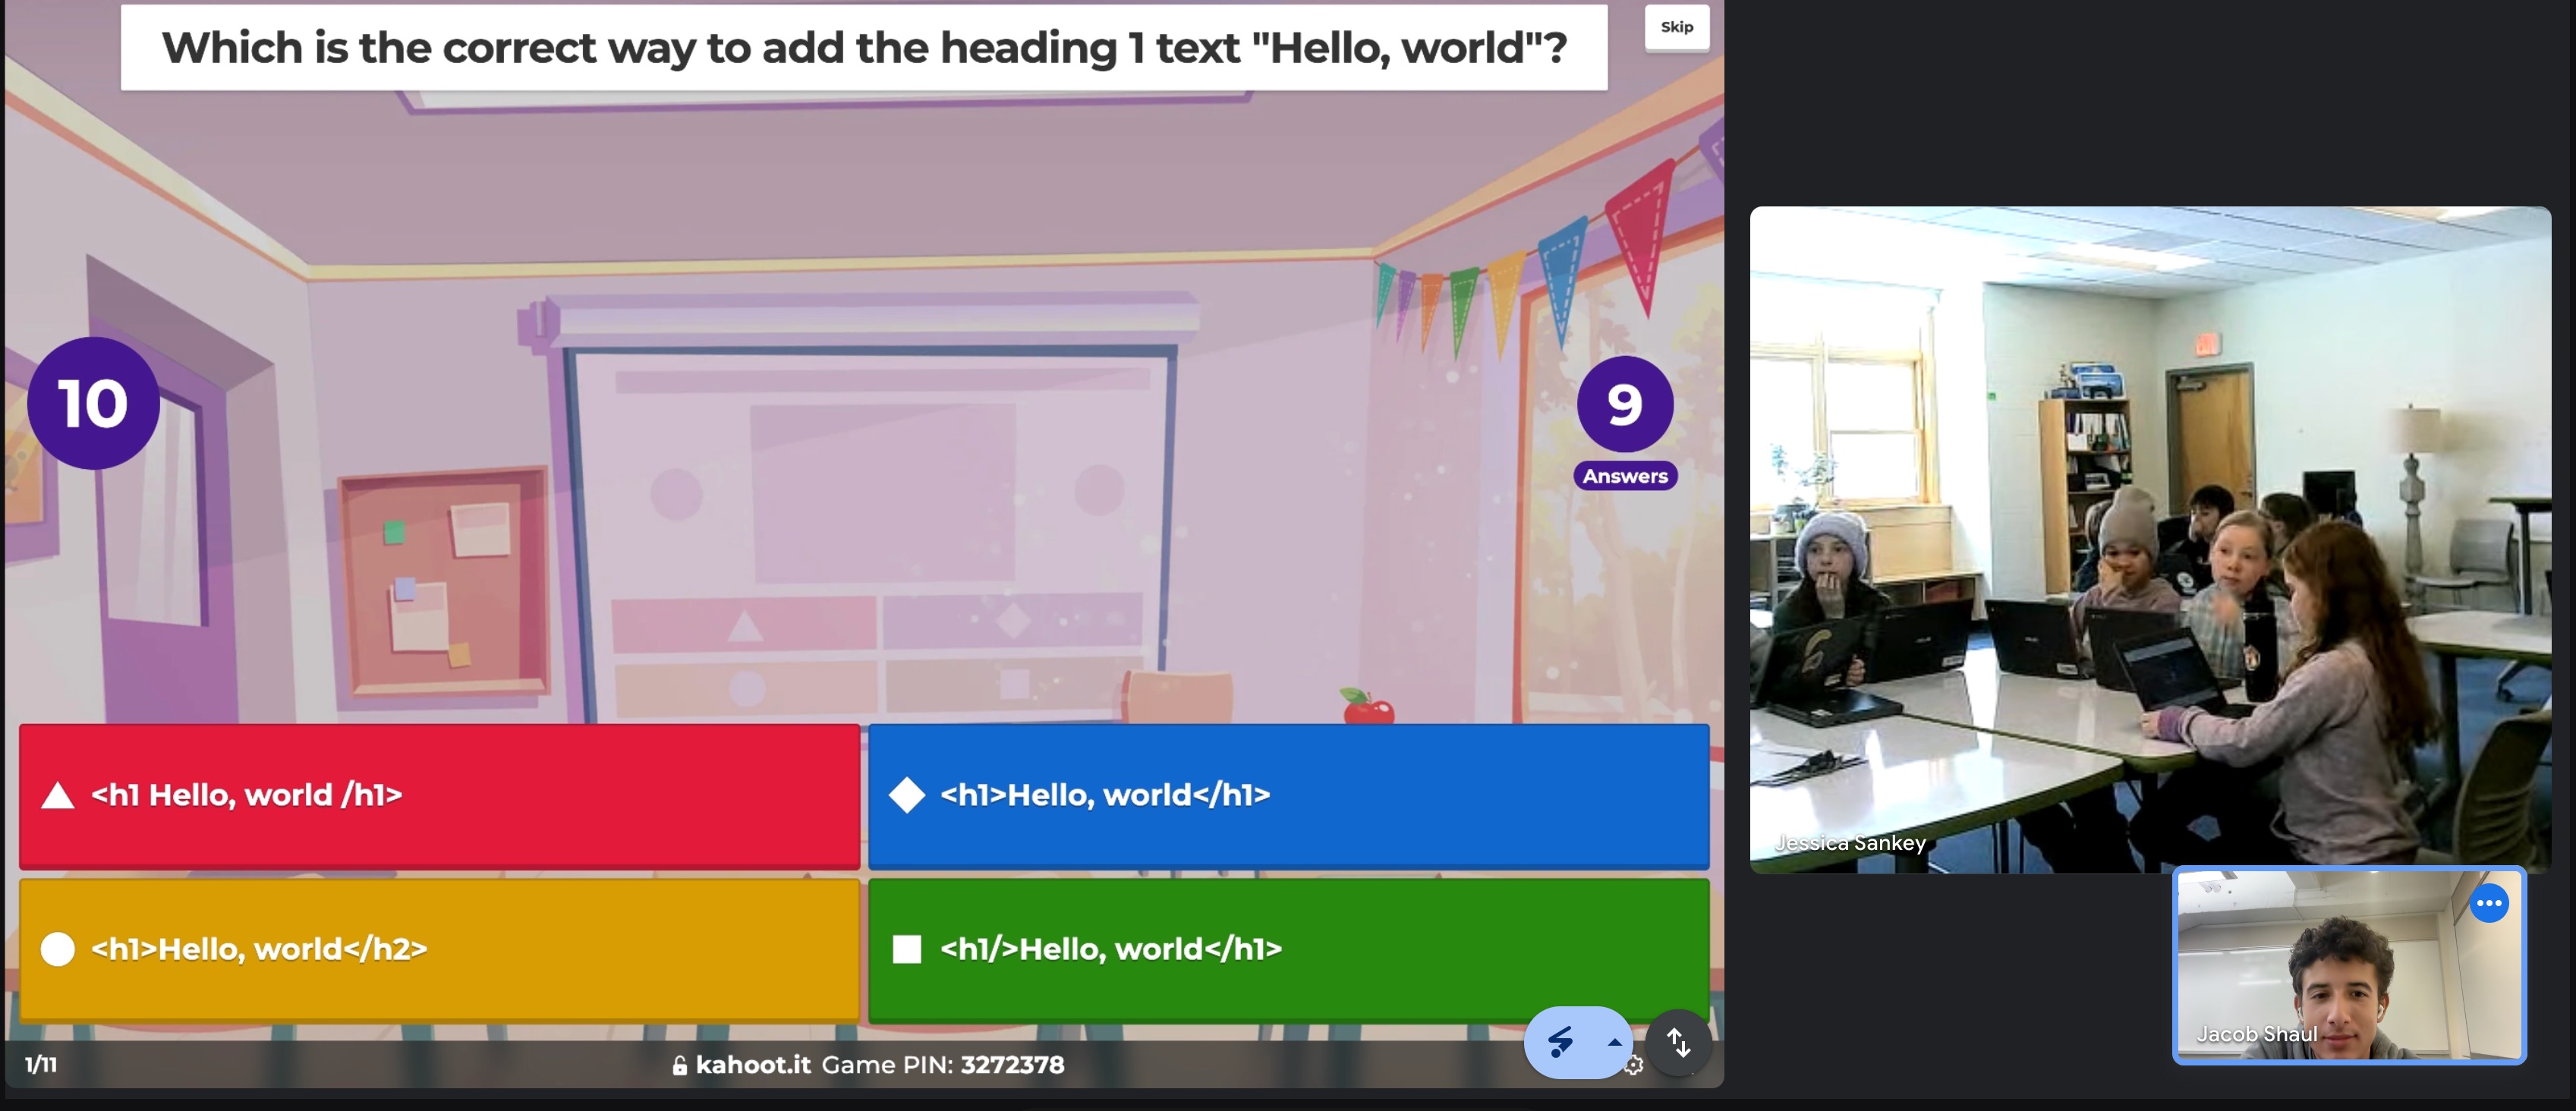 Which is the correct way to add the heading 1 text "Hello, world"?
Skip
10
9
Answers
<h1 Hello, world /h1>
<h1>Hello, world</h1>
<h1>Hello, world</h2>
<h1/>Hello, world</h1>
1/11
kahoot.it Game PIN: 3272378
Jessica Sankey
Jacob Shaul